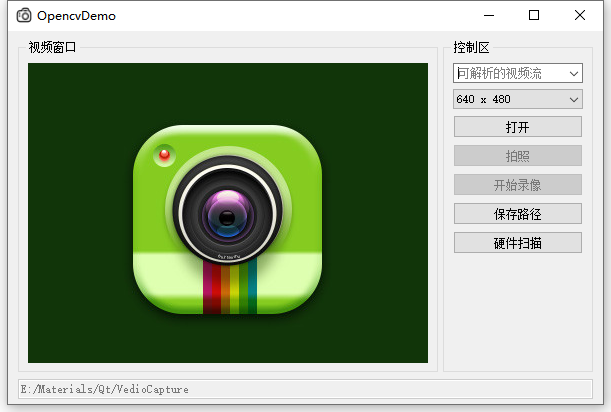 OpencvDemo
视频窗口
控制区
可解析的视频流
640 x 480
打开
拍照
开始录像
保存路径
硬件扫描
E:/Materials/Qt/VedioCapture